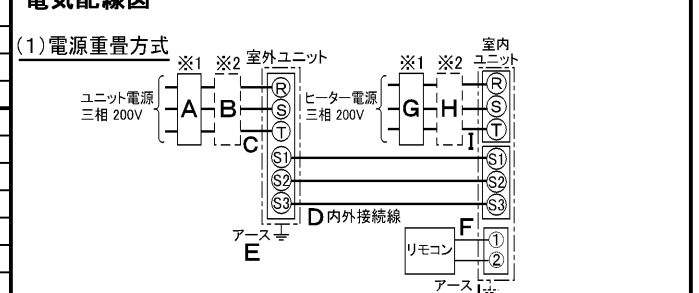 電気配線図
(1)電源重畳方式
※1 ※2 室外ユニット
ユニット電源
三相 200V
A
B
C
R
S
T
S1
S2
S3
D 内外接続線
アース
E
※1 ※2 室内
ユニット
ヒーター電源
三相 200V
G
H
I
R
S
T
S1
S2
S3
F
リモコン
①
②
アース